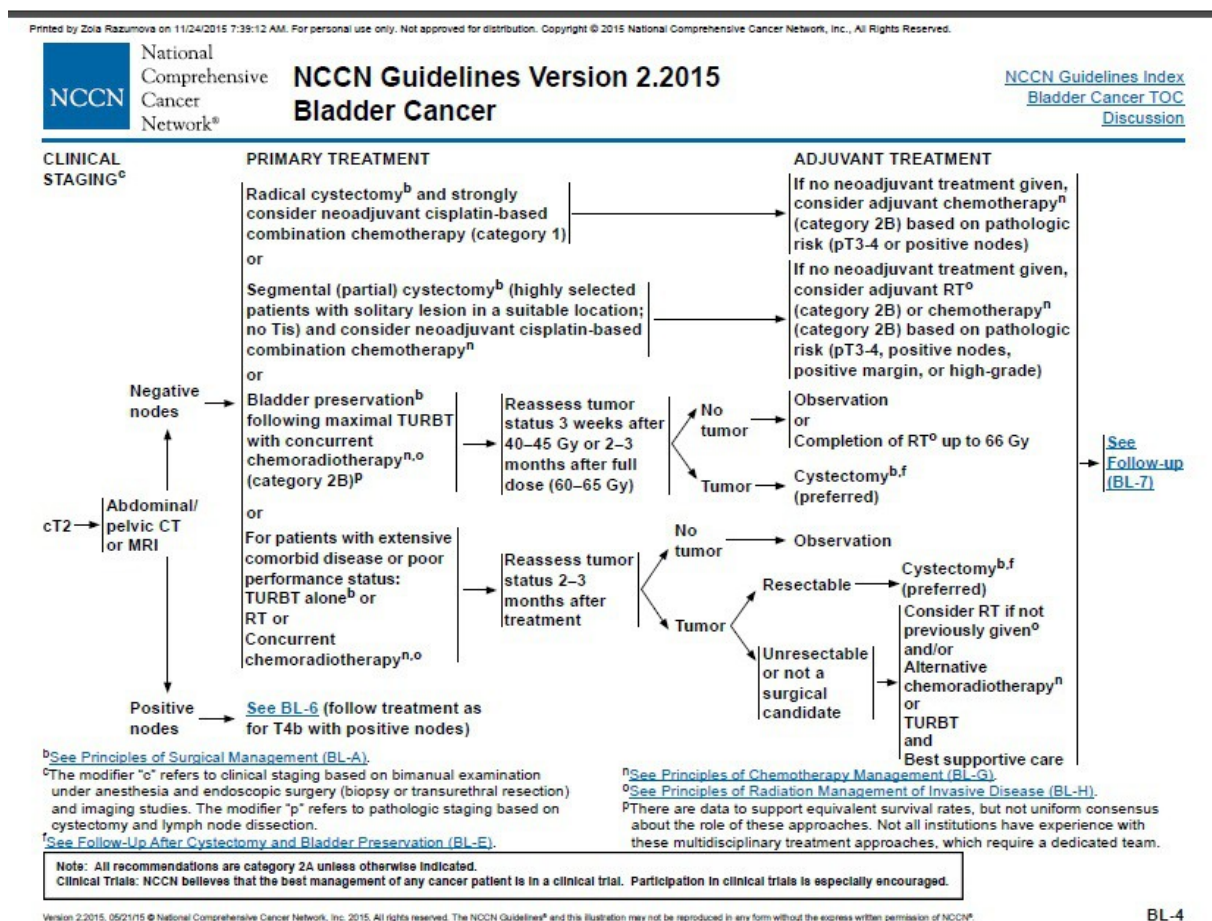 Printed by Zola Razumova on 11/24/2015 7:39:12 AM. For personal use only. Not approved for distribution. Copyright © 2015 National Comprehensive Cancer Network, Inc., All Rights Reserved.
NCCN
National
Comprehensive
Cancer
Network®
NCCN Guidelines Version 2.2015
Bladder Cancer
NCCN Guidelines Index
Bladder Cancer TOC
Discussion
CLINICAL
STAGINGc
PRIMARY TREATMENT
ADJUVANT TREATMENT
Radical cystectomyb and strongly
consider neoadjuvant cisplatin-based
combination chemotherapy (category 1)
If no neoadjuvant treatment given,
consider adjuvant chemotherapyn
(category 2B) based on pathologic
risk (pT3-4 or positive nodes)
or
Segmental (partial) cystectomyb (highly selected
patients with solitary lesion in a suitable location;
no Tis) and consider neoadjuvant cisplatin-based
combination chemotherapyn
If no neoadjuvant treatment given,
consider adjuvant RTo
(category 2B) or chemotherapyn
(category 2B) based on pathologic
risk (pT3-4, positive nodes,
positive margin, or high-grade)
or
Negative
nodes
Bladder preservationb
following maximal TURBT
with concurrent
chemoradiotherapyn,o
(category 2B)p
Reassess tumor
status 3 weeks after
40–45 Gy or 2–3
months after full
dose (60–65 Gy)
No
tumor
Observation
or
Completion of RTo up to 66 Gy
Tumor
Cystectomyb,f
(preferred)
See
Follow-up
(BL-7)
cT2
Abdominal/
pelvic CT
or MRI
or
For patients with extensive
comorbid disease or poor
performance status:
TURBT aloneb or
RT or
Concurrent
chemoradiotherapyn,o
Reassess tumor
status 2–3
months after
treatment
No
tumor
Observation
Tumor
Resectable
Cystectomyb,f
(preferred)
Unresectable
or not a
surgical
candidate
Consider RT if not
previously giveno
and/or
Alternative
chemoradiotherapyn
or
TURBT
and
Best supportive care
Positive
nodes
See BL-6 (follow treatment as
for T4b with positive nodes)
bSee Principles of Surgical Management (BL-A).
cThe modifier "c" refers to clinical staging based on bimanual examination
under anesthesia and endoscopic surgery (biopsy or transurethral resection)
and imaging studies. The modifier "p" refers to pathologic staging based on
cystectomy and lymph node dissection.
fSee Follow-Up After Cystectomy and Bladder Preservation (BL-E).
nSee Principles of Chemotherapy Management (BL-G).
oSee Principles of Radiation Management of Invasive Disease (BL-H).
pThere are data to support equivalent survival rates, but not uniform consensus
about the role of these approaches. Not all institutions have experience with
these multidisciplinary treatment approaches, which require a dedicated team.
Note: All recommendations are category 2A unless otherwise indicated.
Clinical Trials: NCCN believes that the best management of any cancer patient is in a clinical trial. Participation in clinical trials is especially encouraged.
Version 2.2015, 05/21/15 © National Comprehensive Cancer Network, Inc. 2015, All rights reserved. The NCCN Guidelines® and this illustration may not be reproduced in any form without the express written permission of NCCN®.
BL-4